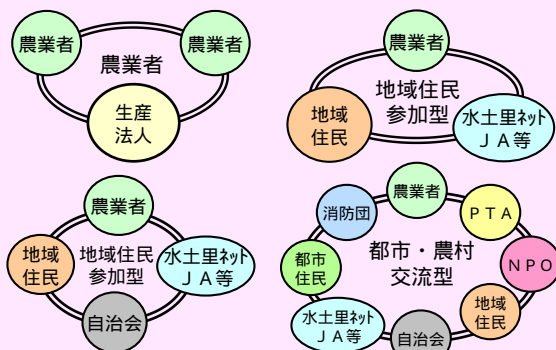 農業者
農業者
農業者
生産
法人
農業者
地域住民
参加型
地域
住民
水土里ﾈｯﾄ
ＪＡ等
農業者
地域
住民
地域住民
参加型
水土里ﾈｯﾄ
ＪＡ等
自治会
農業者
消防団
ＰＴＡ
都市
住民
都市・農村
交流型
ＮＰＯ
地域
住民
水土里ﾈｯﾄ
ＪＡ等
自治会